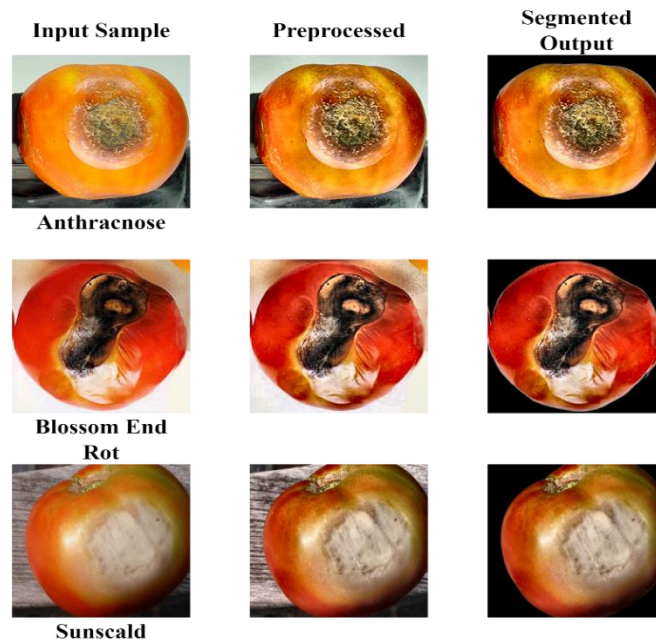 Input Sample
Preprocessed
Segmented
Output
Anthracnose
Blossom End
Rot
Sunscald